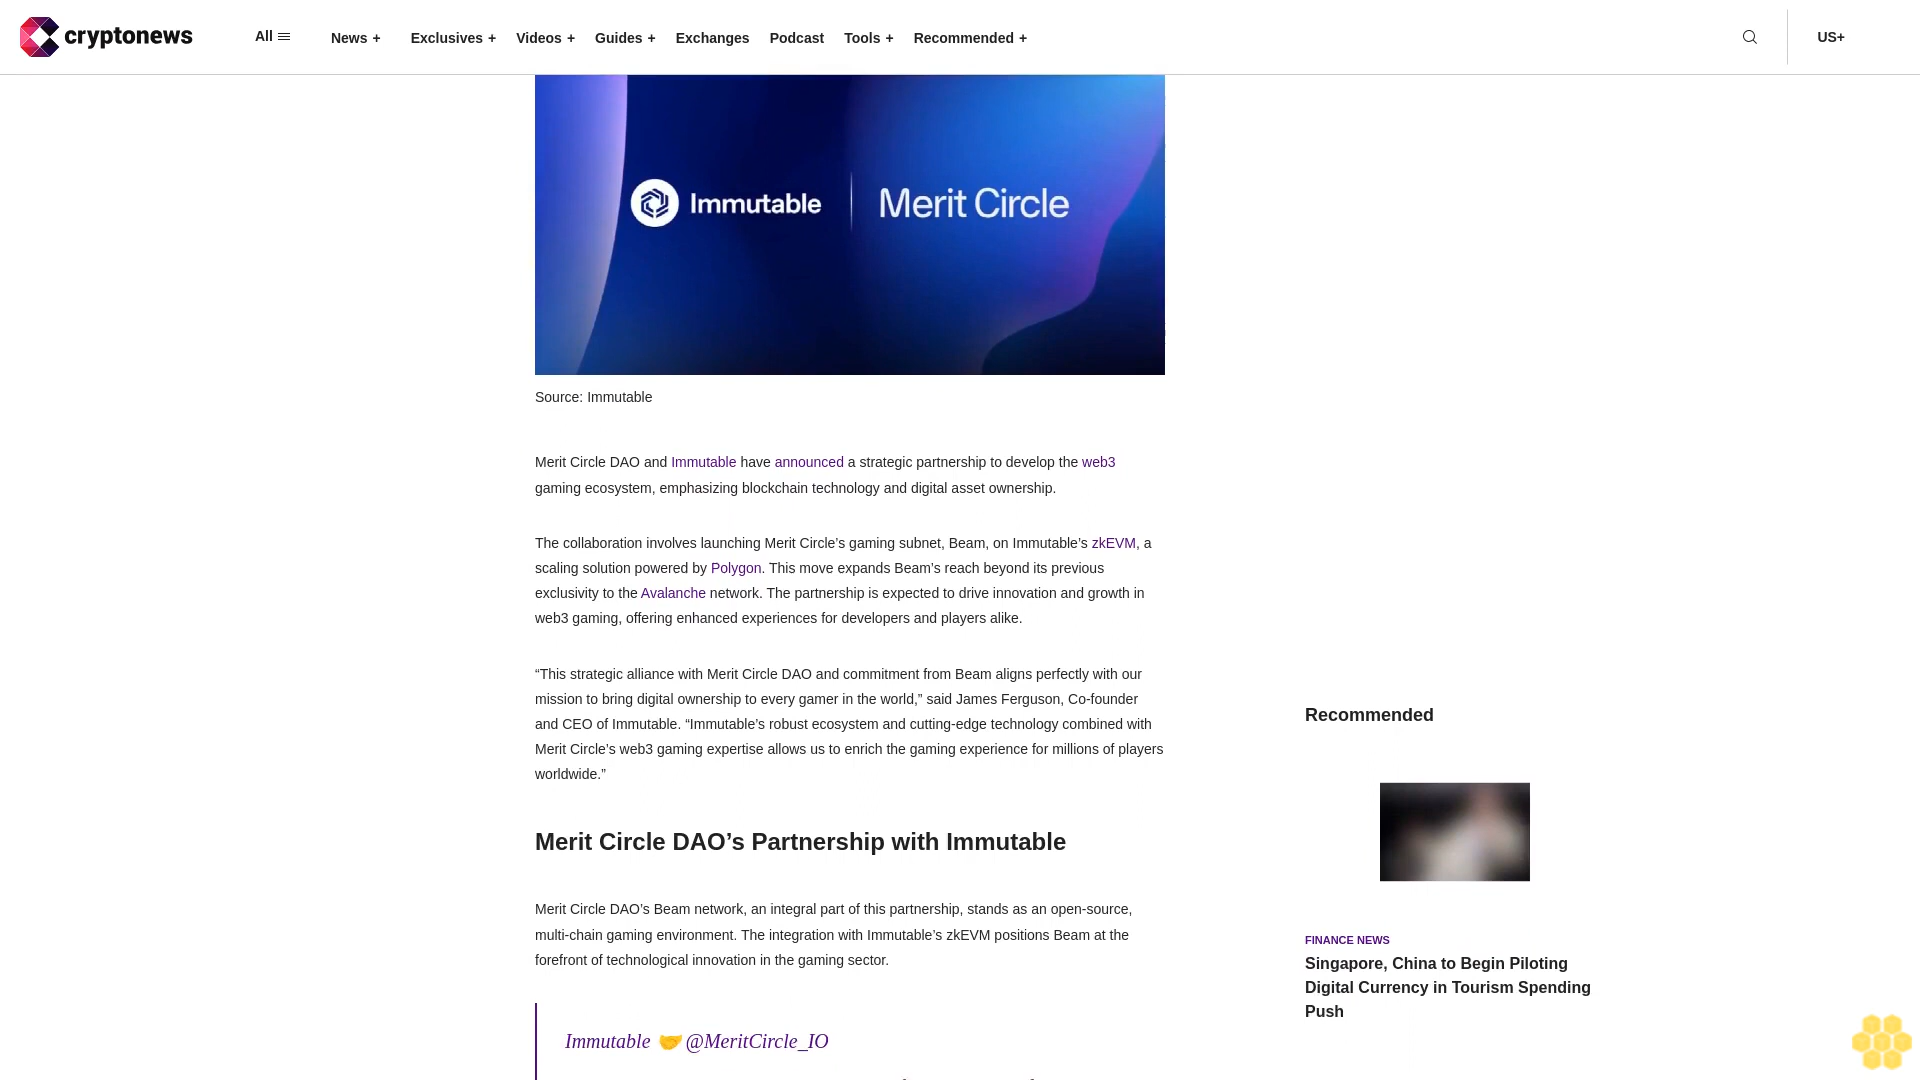 cryptonews
All
News +
Exclusives +
Videos +
Guides +
Exchanges
Podcast
Tools +
Recommended +
US+
Immutable
Merit Circle
Source: Immutable
Merit Circle DAO and Immutable have announced a strategic partnership to develop the web3
gaming ecosystem, emphasizing blockchain technology and digital asset ownership.
The collaboration involves launching Merit Circle’s gaming subnet, Beam, on Immutable’s zkEVM, a
scaling solution powered by Polygon. This move expands Beam’s reach beyond its previous
exclusivity to the Avalanche network. The partnership is expected to drive innovation and growth in
web3 gaming, offering enhanced experiences for developers and players alike.
“This strategic alliance with Merit Circle DAO and commitment from Beam aligns perfectly with our
mission to bring digital ownership to every gamer in the world,” said James Ferguson, Co-founder
and CEO of Immutable. “Immutable’s robust ecosystem and cutting-edge technology combined with
Merit Circle’s web3 gaming expertise allows us to enrich the gaming experience for millions of players
worldwide.”
Merit Circle DAO’s Partnership with Immutable
Merit Circle DAO’s Beam network, an integral part of this partnership, stands as an open-source,
multi-chain gaming environment. The integration with Immutable’s zkEVM positions Beam at the
forefront of technological innovation in the gaming sector.
Immutable 🤝 @MeritCircle_IO
Recommended
FINANCE NEWS
Singapore, China to Begin Piloting
Digital Currency in Tourism Spending
Push